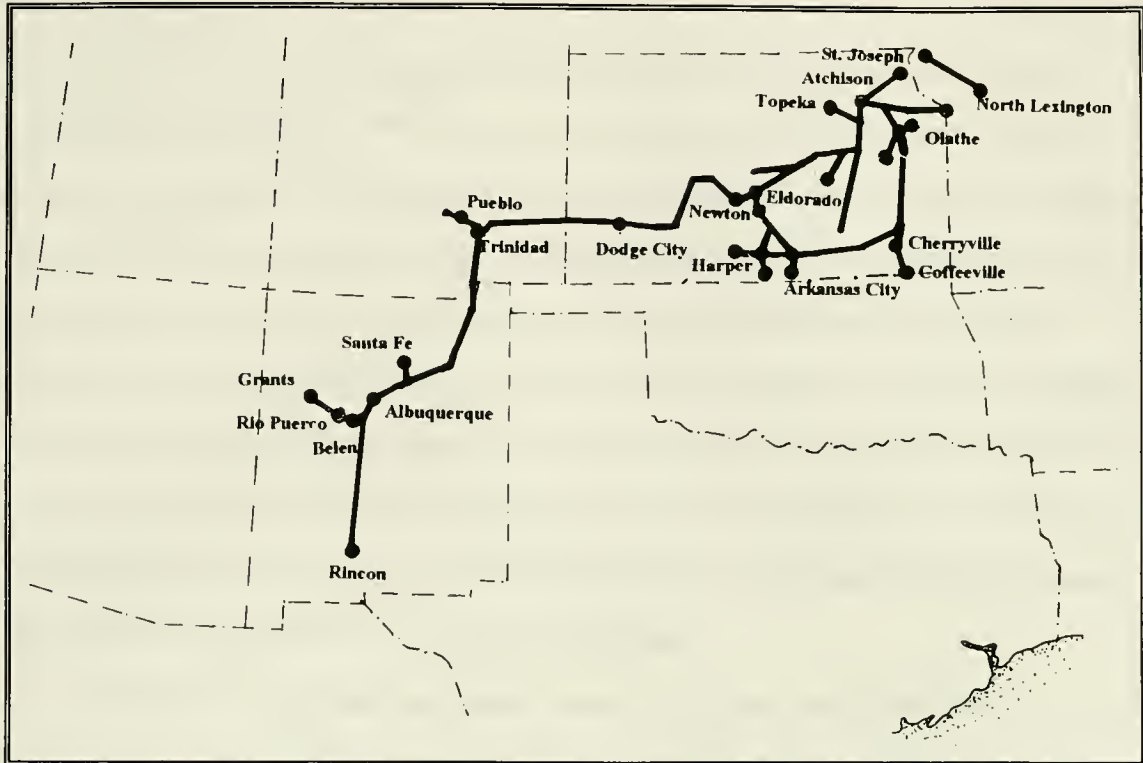 St. Joseph
Atchison
Topeka
North Lexington
Olathe
Pueblo
Eldorado
Newton
Trinidad
Dodge City
Cherryville
Harper
Coffeeville
Arkansas City
Santa Fe
Grants
Albuquerque
Rio Puerco
Belen
Rincon